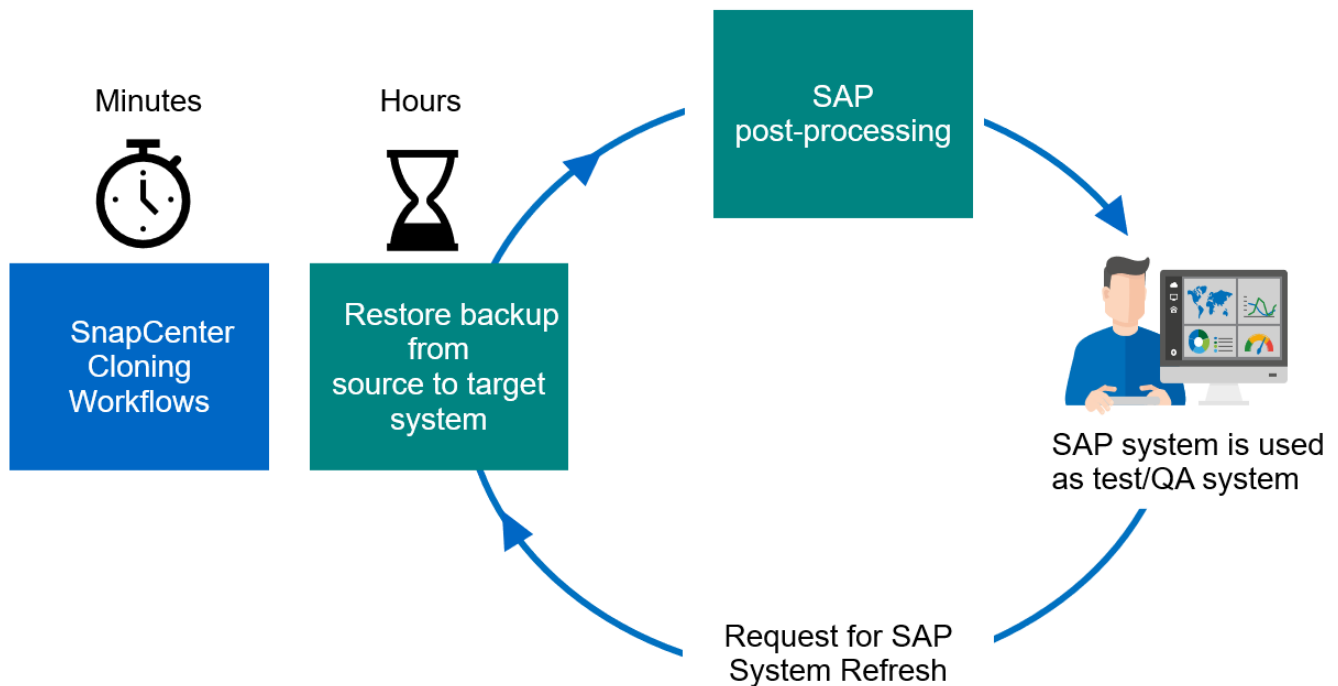 Minutes
Hours
SAP
post-processing
SnapCenter
Cloning
Workflows
Restore backup
from
source to target
system
SAP system is used
as test/QA system
Request for SAP
System Refresh